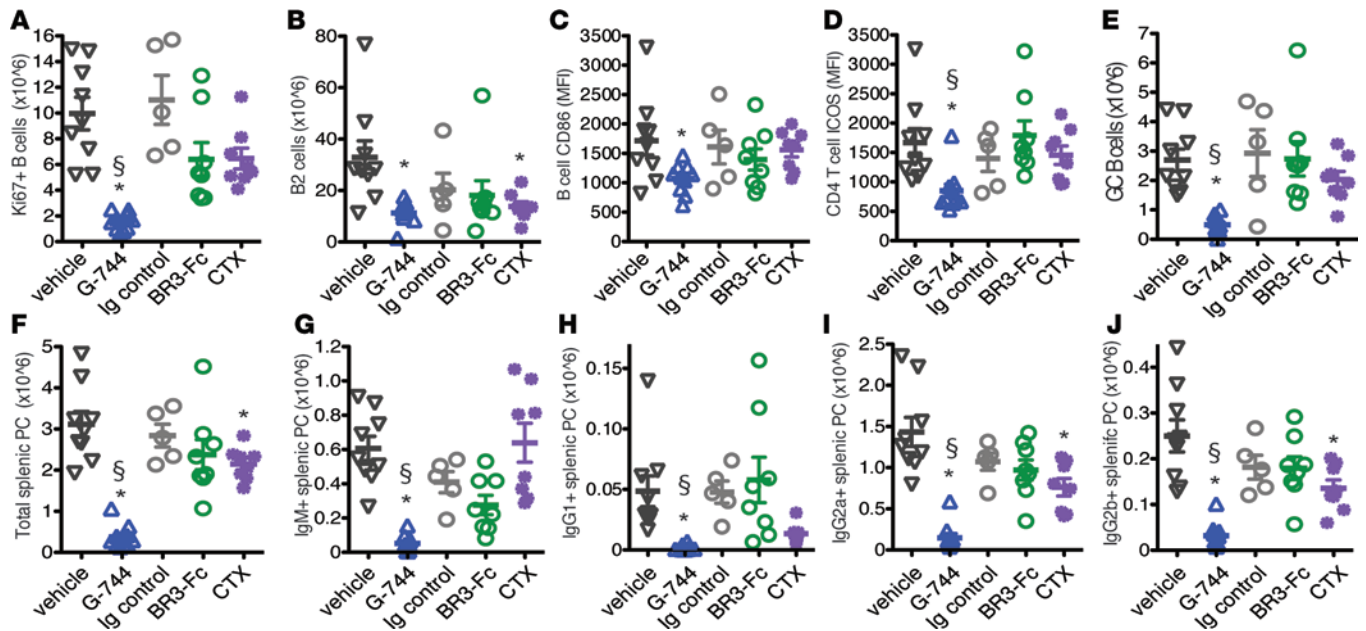 A
Ki67+ B cells (x10^6)
16
14
12
10
8
6
4
2
0
§
*
vehicle
G-744
Ig control
BR3-Fc
CTX
B
B2 cells (x10^6)
80
60
40
20
0
*
*
vehicle
G-744
Ig control
BR3-Fc
CTX
C
B cell CD86 (MFI)
3500
3000
2500
2000
1500
1000
500
*
vehicle
G-744
Ig control
BR3-Fc
CTX
D
CD4 T cell ICOS (MFI)
3500
3000
2500
2000
1500
1000
500
0
§
*
vehicle
G-744
Ig control
BR3-Fc
CTX
E
GC B cells (x10^6)
7
6
5
4
3
2
1
0
§
*
vehicle
G-744
Ig control
BR3-Fc
CTX
F
Total splenic PC (x10^6)
5
4
3
2
1
0
§
*
*
vehicle
G-744
Ig control
BR3-Fc
CTX
G
IgM+ splenic PC (x10^6)
1.2
1.0
0.8
0.6
0.4
0.2
0
§
*
vehicle
G-744
Ig control
BR3-Fc
CTX
H
IgG1+ splenic PC (x10^6)
0.15
0.10
0.05
0
§
*
vehicle
G-744
Ig control
BR3-Fc
CTX
I
IgG2a+ splenic PC (x10^6)
2.5
2.0
1.5
1.0
0.5
0
§
*
*
vehicle
G-744
Ig control
BR3-Fc
CTX
J
IgG2b+ splenifc PC (x10^6)
0.5
0.4
0.3
0.2
0.1
0
§
*
*
vehicle
G-744
Ig control
BR3-Fc
CTX